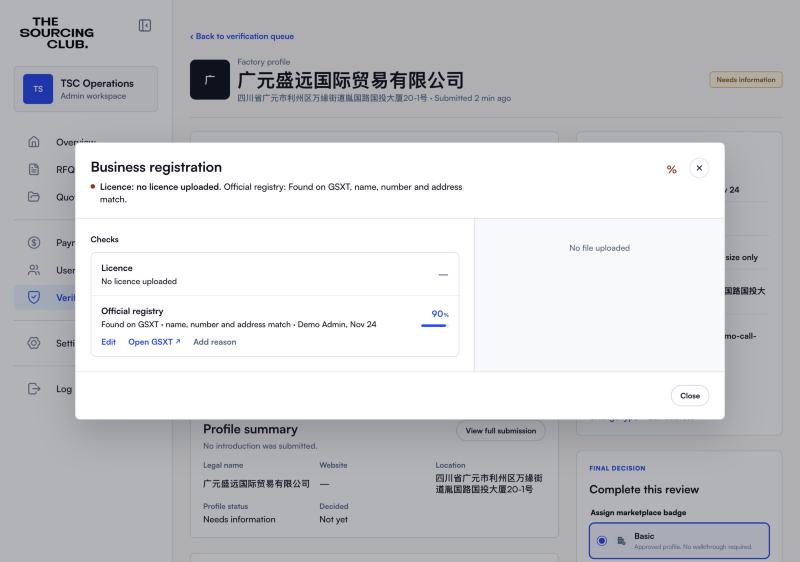 THE
SOURCING
CLUB.
TS
TSC Operations
Admin workspace
Overview
RFQ
Quo
Payn
User
Verif
Setti
Log
‹ Back to verification queue
广
Factory profile
广元盛远国际贸易有限公司
四川省广元市利州区万缘街道胤国路国投大厦20-1号 · Submitted 2 min ago
Needs information
Business registration
Licence: no licence uploaded. Official registry: Found on GSXT, name, number and address
match.
%
×
Checks
Licence
No licence uploaded
—
Official registry
Found on GSXT · name, number and address match · Demo Admin, Nov 24
90%
Edit
Open GSXT ↗
Add reason
No file uploaded
Close
v 24
size only
国路国投大
mo-call-
Profile summary
View full submission
No introduction was submitted.
Legal name
Website
Location
广元盛远国际贸易有限公司
—
四川省广元市利州区万缘街
道胤国路国投大厦20-1号
Profile status
Decided
Needs information
Not yet
FINAL DECISION
Complete this review
Assign marketplace badge
Basic
Approved profile. No walkthrough required.